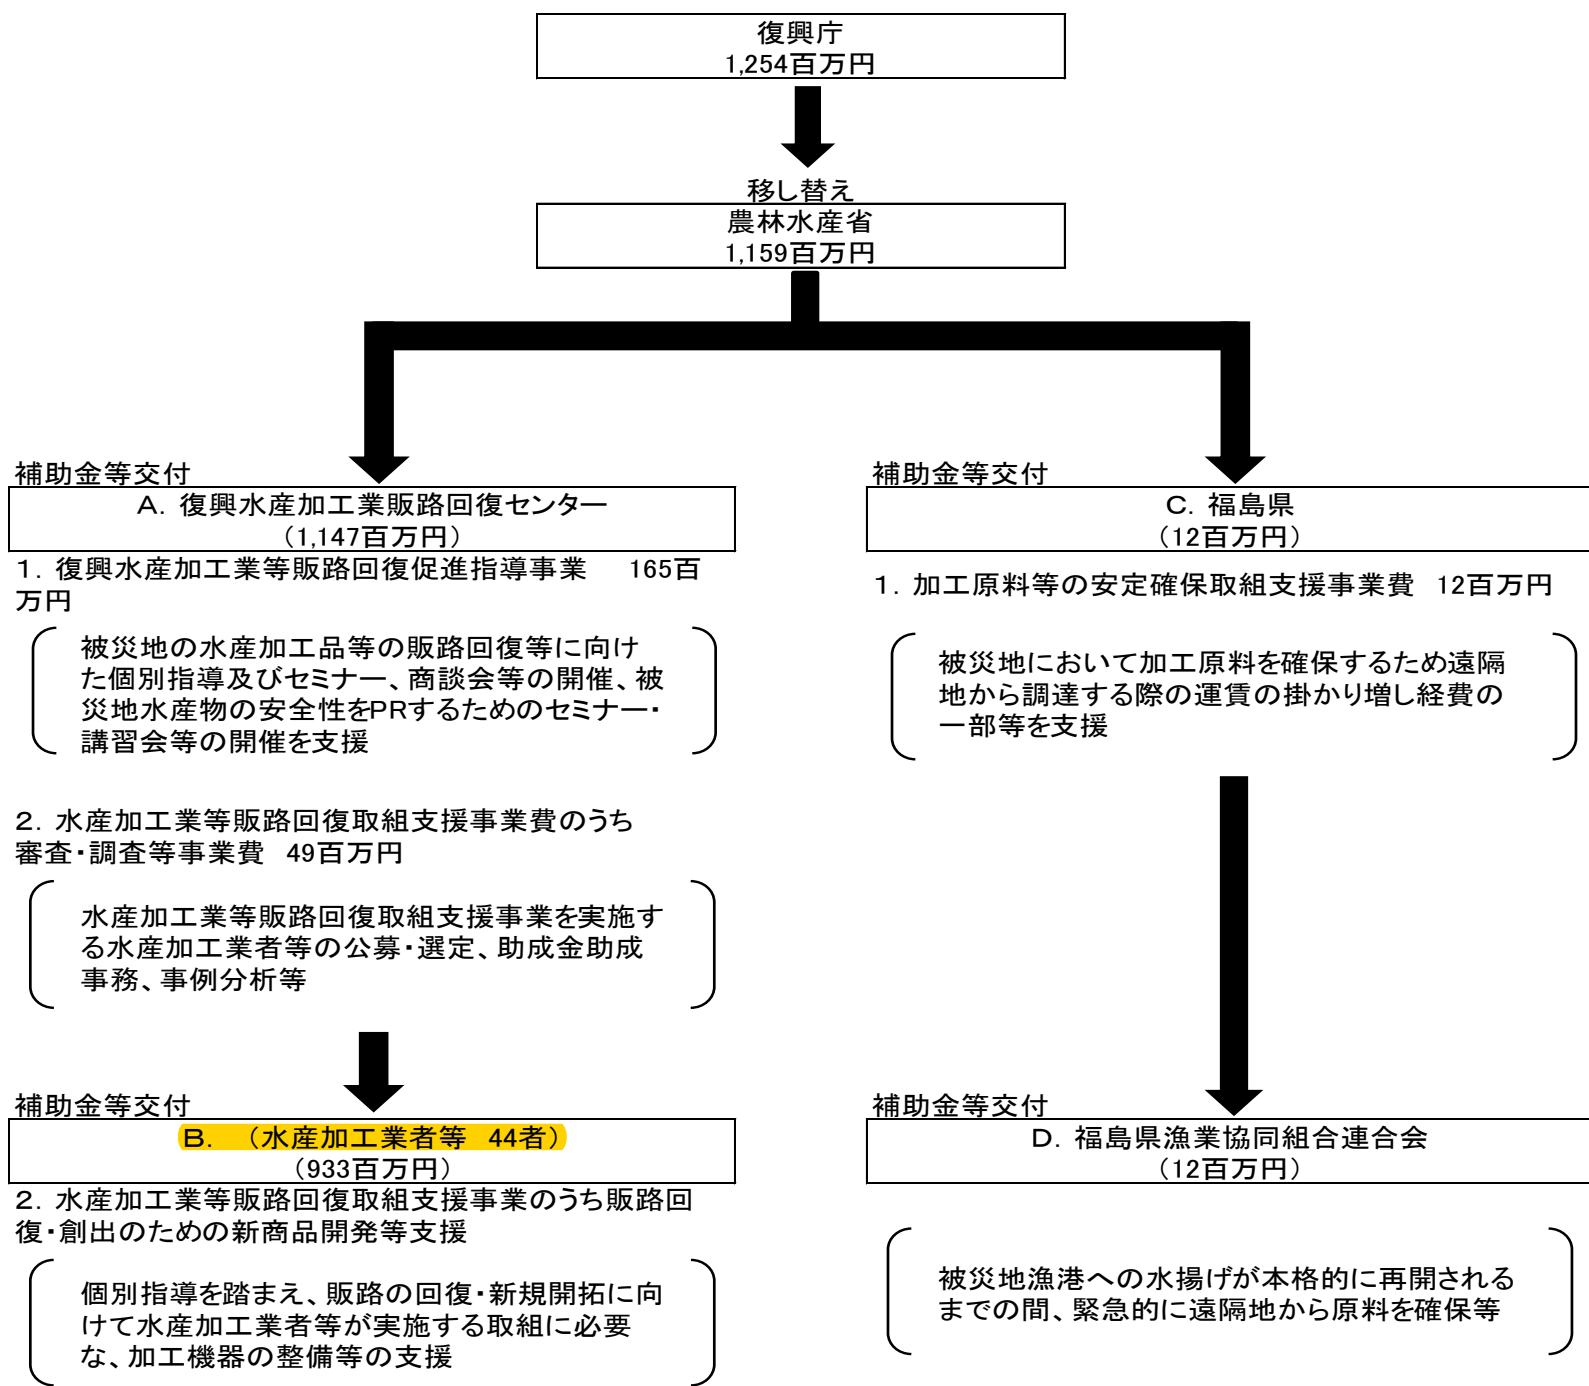 復興庁
1,254百万円
移し替え
農林水産省
1,159百万円
補助金等交付
A．復興水産加工業販路回復センター
（1,147百万円）
1．復興水産加工業等販路回復促進指導事業　　165百
万円
被災地の水産加工品等の販路回復等に向け
た個別指導及びセミナー、商談会等の開催、被
災地水産物の安全性をPRするためのセミナー・
講習会等の開催を支援
2．水産加工業等販路回復取組支援事業費のうち
審査・調査等事業費　49百万円
水産加工業等販路回復取組支援事業を実施す
る水産加工業者等の公募・選定、助成金助成
事務、事例分析等
補助金等交付
B．　（水産加工業者等　44者）
（933百万円）
2．水産加工業等販路回復取組支援事業のうち販路回
復・創出のための新商品開発等支援
個別指導を踏まえ、販路の回復・新規開拓に向
けて水産加工業者等が実施する取組に必要
な、加工機器の整備等の支援
補助金等交付
C．福島県
（12百万円）
1．加工原料等の安定確保取組支援事業費　12百万円
被災地において加工原料を確保するため遠隔
地から調達する際の運賃の掛かり増し経費の
一部等を支援
補助金等交付
D．福島県漁業協同組合連合会
（12百万円）
被災地漁港への水揚げが本格的に再開される
までの間、緊急的に遠隔地から原料を確保等